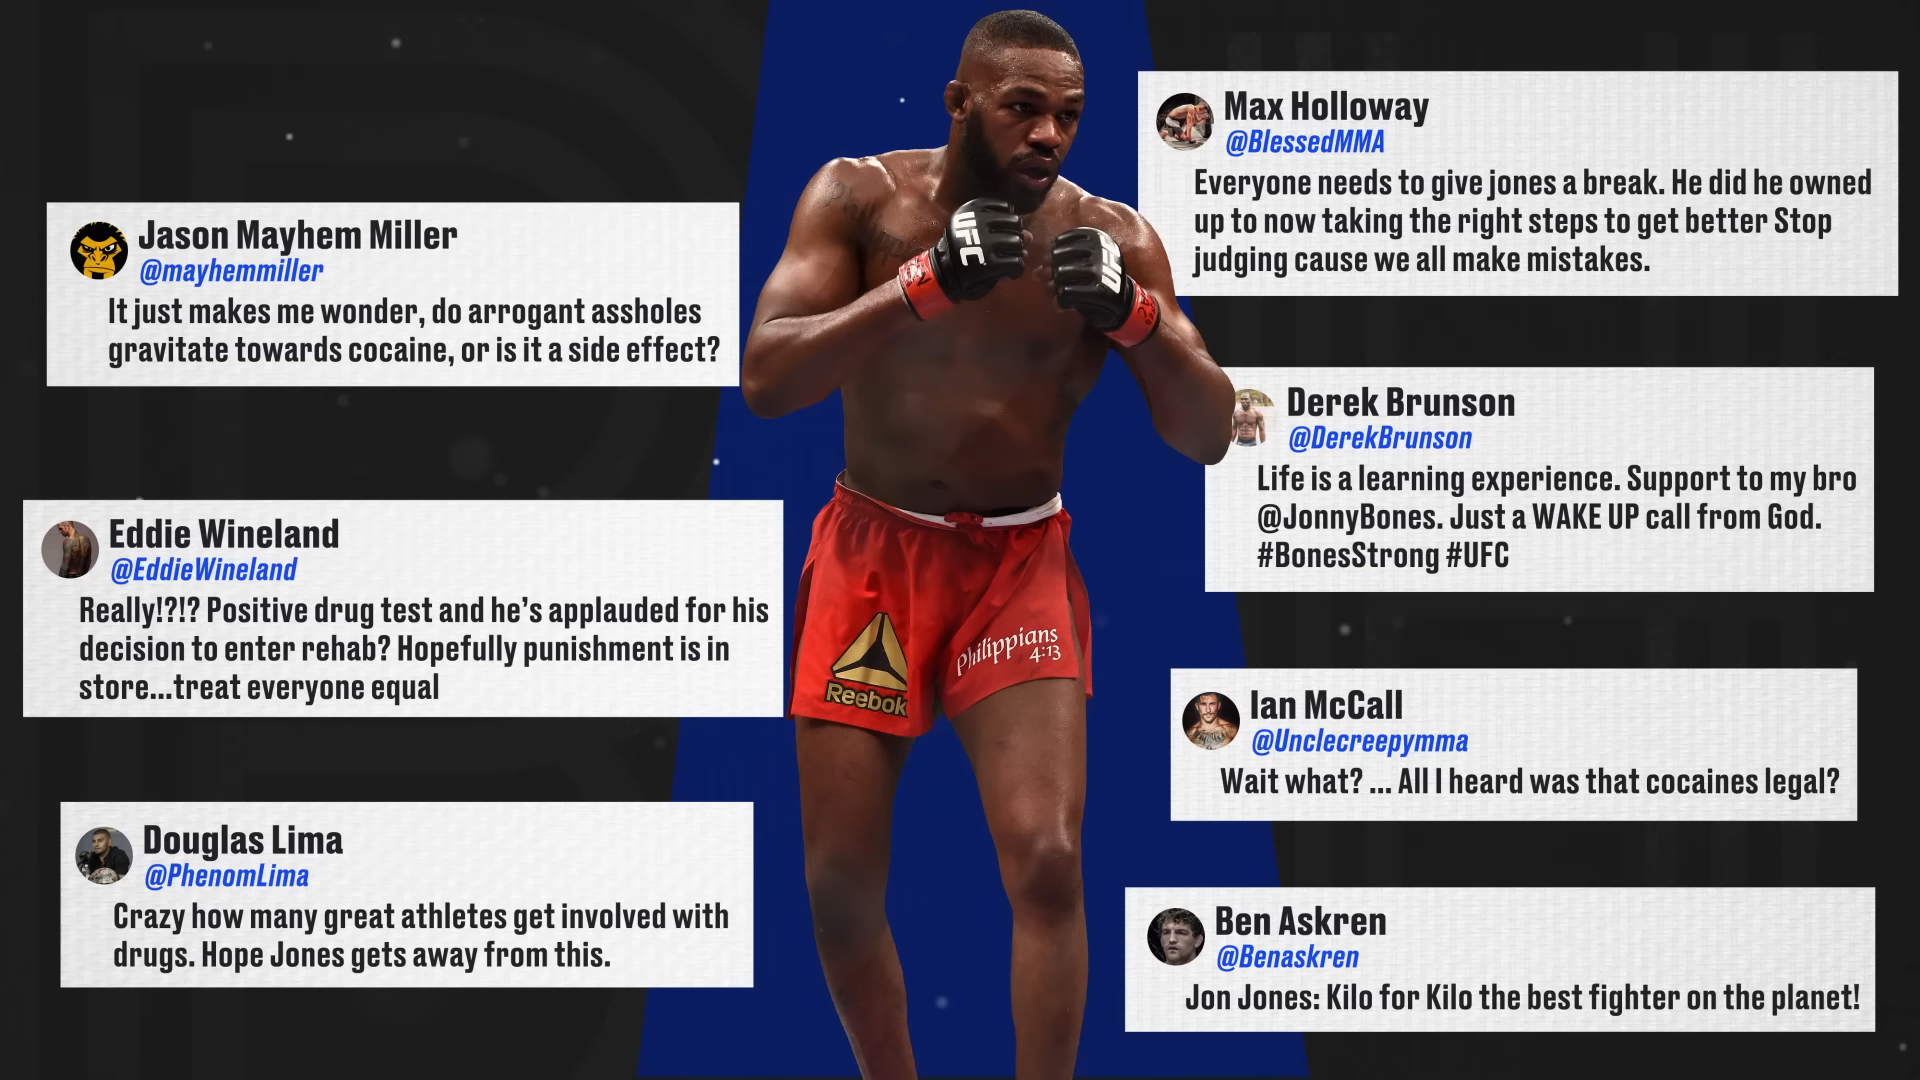 Jason Mayhem Miller
@mayhemmiller
It just makes me wonder, do arrogant assholes
gravitate towards cocaine, or is it a side effect?
Eddie Wineland
@EddieWineland
Really!?!? Positive drug test and he’s applauded for his
decision to enter rehab? Hopefully punishment is in
store...treat everyone equal
Douglas Lima
@PhenomLima
Crazy how many great athletes get involved with
drugs. Hope Jones gets away from this.
UFC
UFC
Reebok
Philippians
4:13
Max Holloway
@BlessedMMA
Everyone needs to give jones a break. He did he owned
up to now taking the right steps to get better Stop
judging cause we all make mistakes.
Derek Brunson
@DerekBrunson
Life is a learning experience. Support to my bro
@JonnyBones. Just a WAKE UP call from God.
#BonesStrong #UFC
Ian McCall
@Unclecreepymma
Wait what? ... All I heard was that cocaines legal?
Ben Askren
@Benaskren
Jon Jones: Kilo for Kilo the best fighter on the planet!